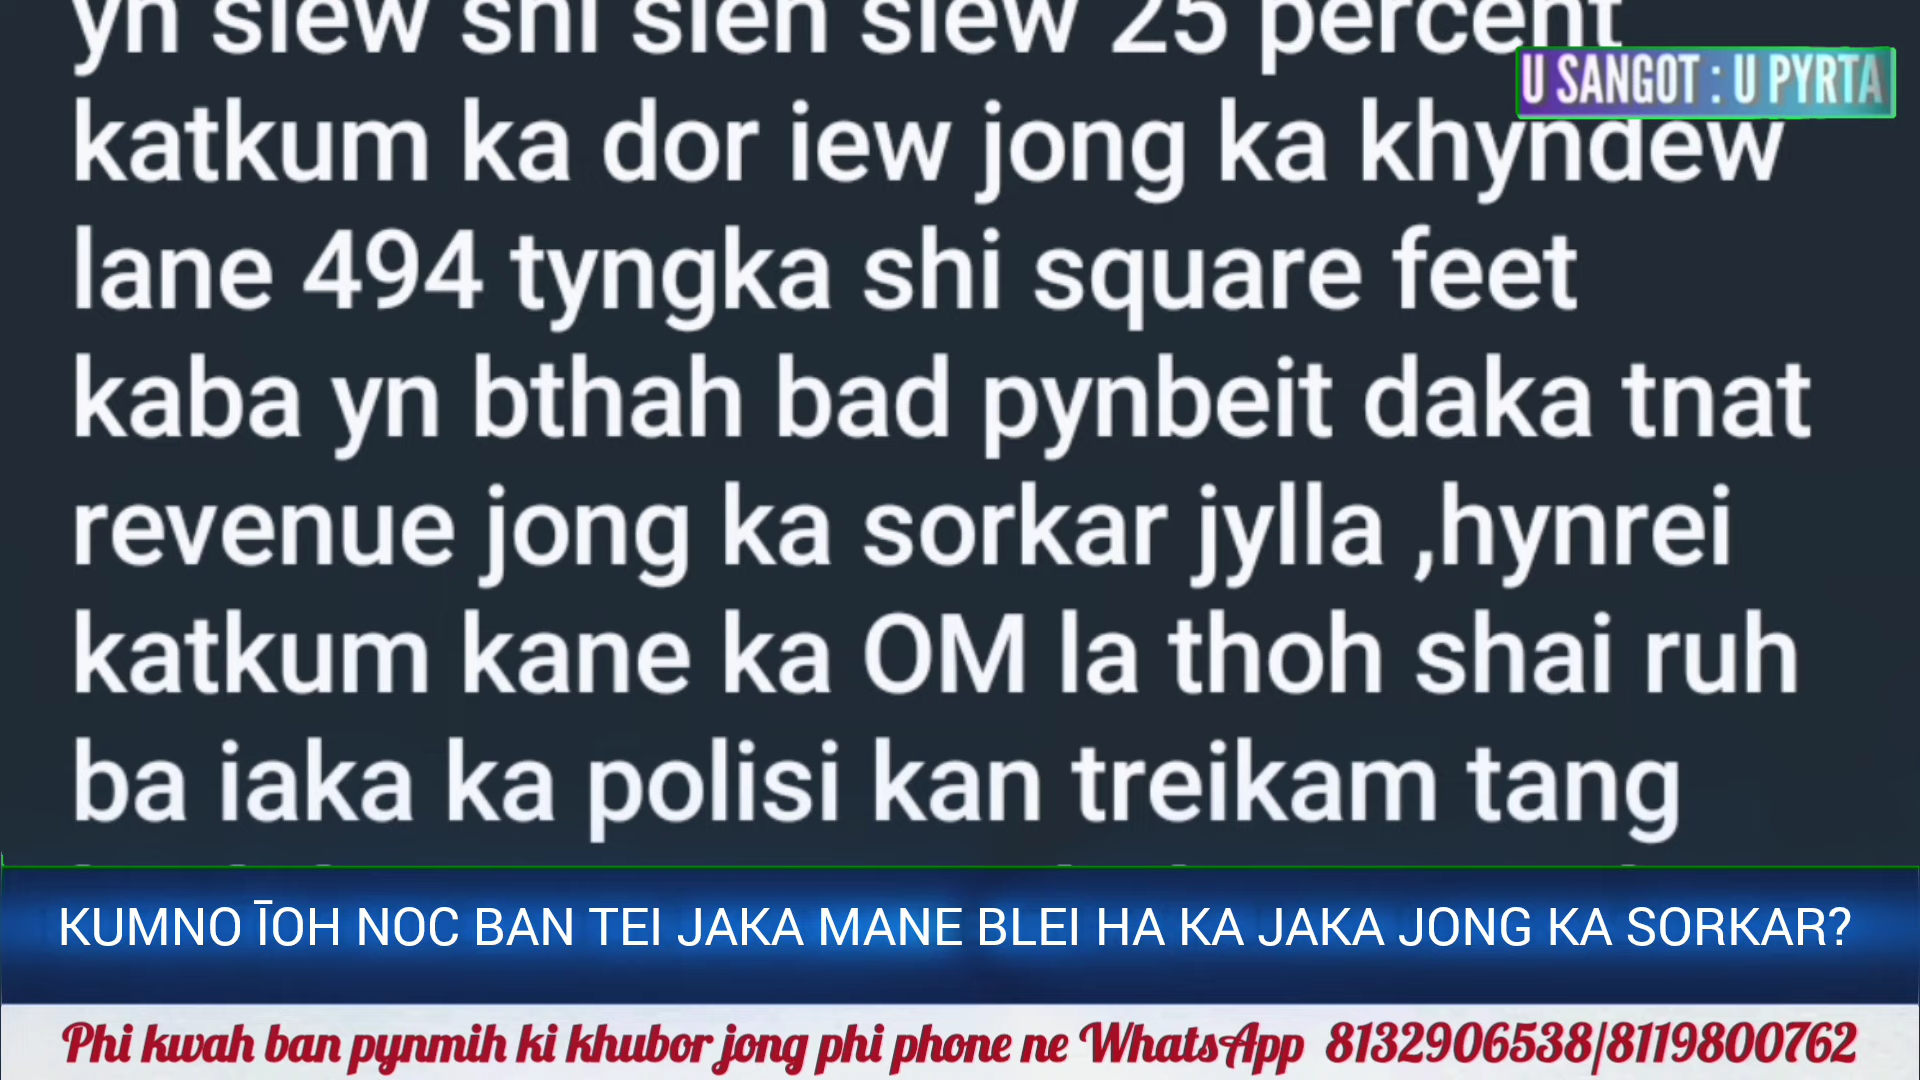 yn siew shi sien siew 25 percent
U SANGOT : U PYRTA
katkum ka dor iew jong ka khyndew
lane 494 tyngka shi square feet
kaba yn bthah bad pynbeit daka tnat
revenue jong ka sorkar jylla ,hynrei
katkum kane ka OM la thoh shai ruh
ba iaka ka polisi kan treikam tang
KUMNO ĪOH NOC BAN TEI JAKA MANE BLEI HA KA JAKA JONG KA SORKAR?
Phi kwah ban pynmih ki khubor jong phi phone ne WhatsApp 8132906538/8119800762